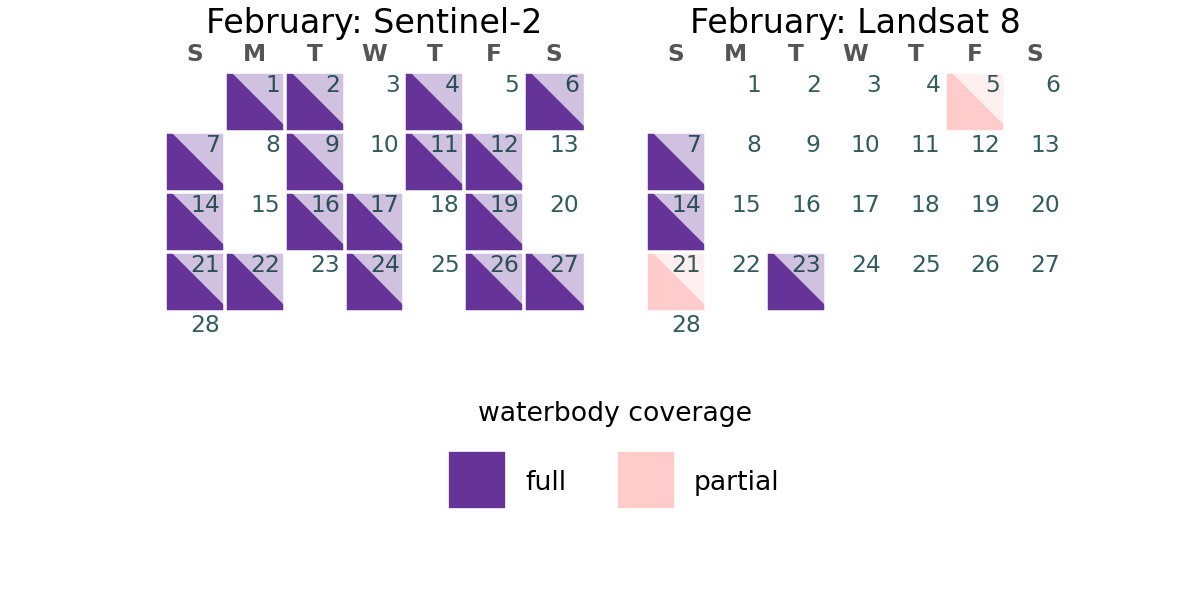 February: Sentinel-2
S M T W T F S
1 2 3 4 5 6
7 8 9 10 11 12 13
14 15 16 17 18 19 20
21 22 23 24 25 26 27
28
February: Landsat 8
S M T W T F S
1 2 3 4 5 6
7 8 9 10 11 12 13
14 15 16 17 18 19 20
21 22 23 24 25 26 27
28
waterbody coverage
full partial